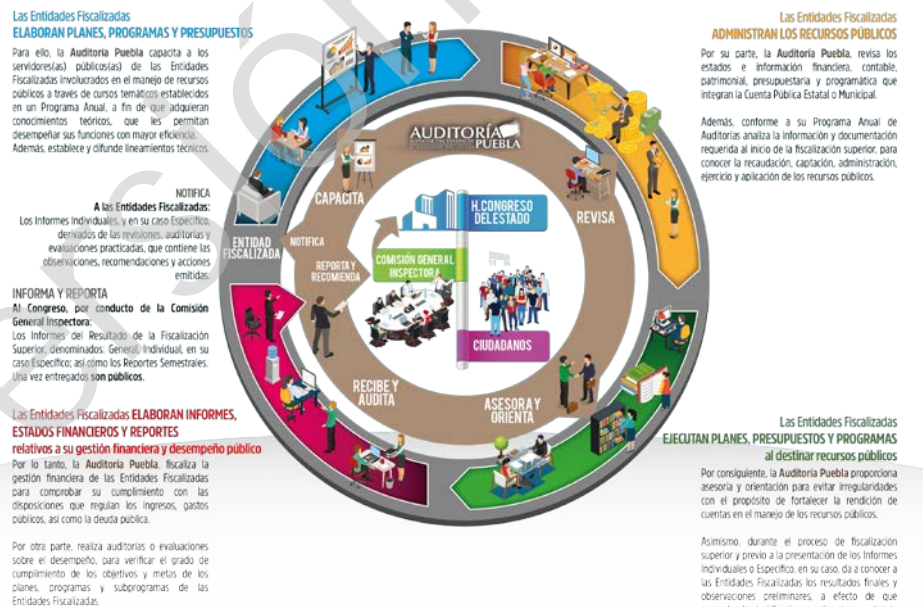 Las Entidades Fiscalizadas
ELABORAN PLANES, PROGRAMAS Y PRESUPUESTOS
Para ello, la Auditoría Puebla capacita a los
servidores(as) públicos(as) de las Entidades
Fiscalizadas involucrados en el manejo de recursos
públicos a través de cursos temáticos establecidos
en un Programa Anual, a fin de que adquieran
conocimientos teóricos, que les permitan
desempeñar sus funciones con mayor eficiencia.
Además, establece y difunde lineamientos técnicos.
NOTIFICA
A las Entidades Fiscalizadas:
Los Informes Individuales, y en su caso Específico,
derivados de las revisiones, auditorías y
evaluaciones practicadas, que contiene las
observaciones, recomendaciones y acciones
emitidas.
INFORMA Y REPORTA
Al Congreso, por conducto de la Comisión
General Inspectora:
Los Informes del Resultado de la Fiscalización
Superior, denominados: General, Individual, en su
caso Específico; así como los Reportes Semestrales.
Una vez entregados son públicos.
Las Entidades Fiscalizadas ELABORAN INFORMES,
ESTADOS FINANCIEROS Y REPORTES
relativos a su gestión financiera y desempeño público
Por lo tanto, la Auditoría Puebla, fiscaliza la
gestión financiera de las Entidades Fiscalizadas
para comprobar su cumplimiento con las
disposiciones que regulan los ingresos, gastos
públicos, así como la deuda pública.
Por otra parte, realiza auditorías o evaluaciones
sobre el desempeño, para verificar el grado de
cumplimiento de los objetivos y metas de los
planes, programas y subprogramas de las
Entidades Fiscalizadas.
AUDITORÍA
PUEBLA
CAPACITA
REVISA
H. CONGRESO
DEL ESTADO
ENTIDAD
FISCALIZADA
NOTIFICA
REPORTA Y
RECOMIENDA
COMISIÓN GENERAL
INSPECTORA
CIUDADANOS
RECIBE Y
AUDITA
ASESORA Y
ORIENTA
Las Entidades Fiscalizadas
ADMINISTRAN LOS RECURSOS PÚBLICOS
Por su parte, la Auditoría Puebla, revisa los
estados e información financiera, contable,
patrimonial, presupuestaria y programática que
integran la Cuenta Pública Estatal o Municipal.
Además, conforme a su Programa Anual de
Auditorías analiza la información y documentación
requerida al inicio de la fiscalización superior, para
conocer la recaudación, captación, administración,
ejercicio y aplicación de los recursos públicos.
Las Entidades Fiscalizadas
EJECUTAN PLANES, PRESUPUESTOS Y PROGRAMAS
al destinar recursos públicos
Por consiguiente, la Auditoría Puebla proporciona
asesoría y orientación para evitar irregularidades
con el propósito de fortalecer la rendición de
cuentas en el manejo de los recursos públicos.
Asimismo, durante el proceso de fiscalización
superior y previo a la presentación de los Informes
Individuales o Específico, en su caso, da a conocer a
las Entidades Fiscalizadas los resultados finales y
observaciones preliminares, a efecto de que